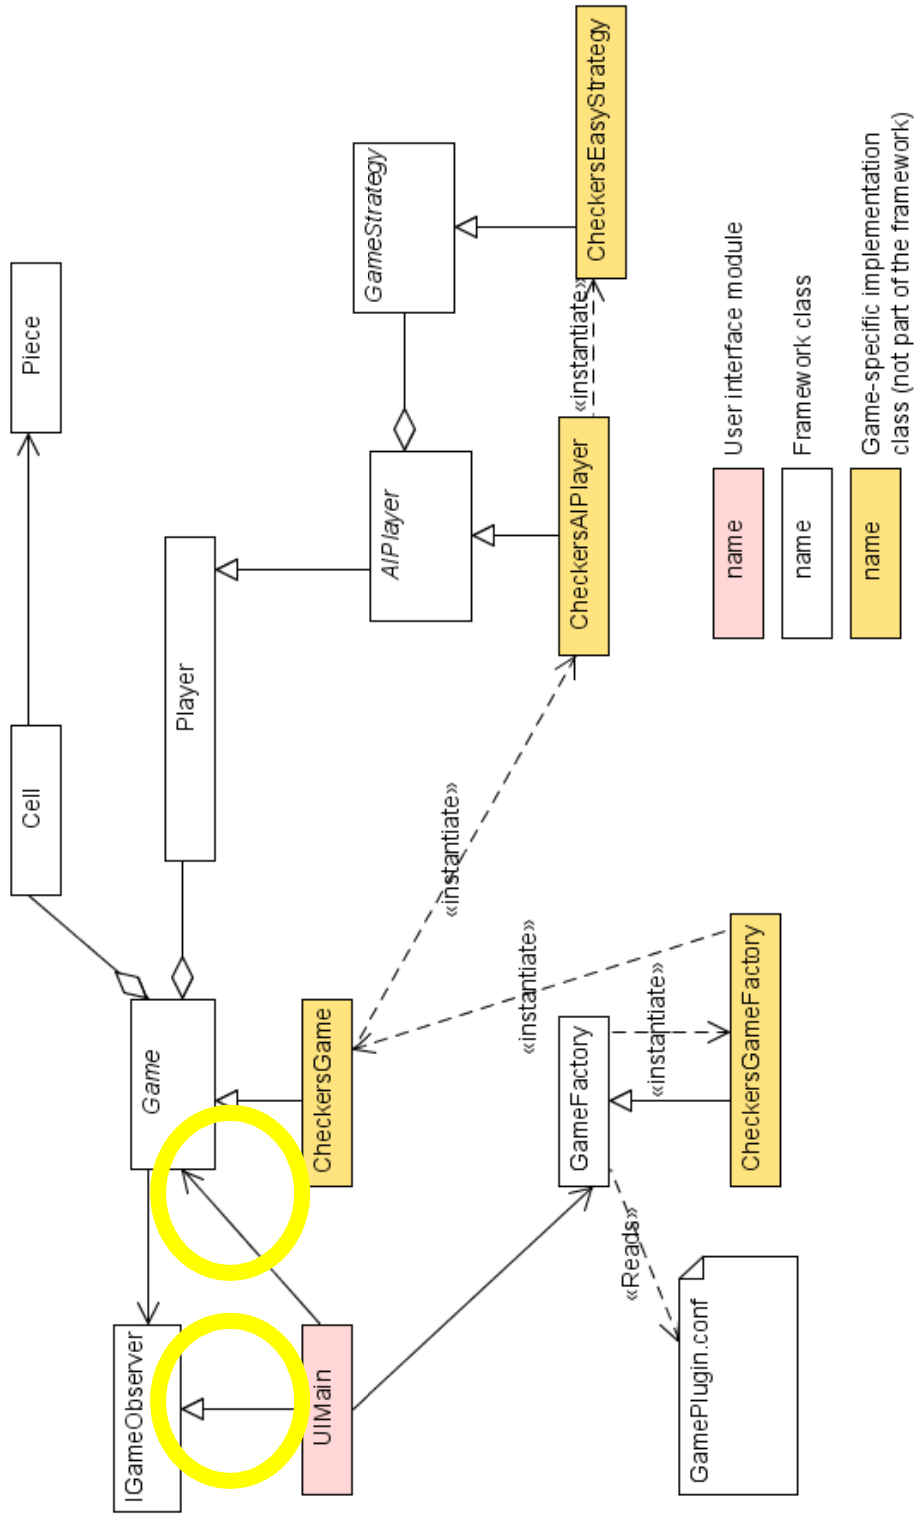 IGameObserver
Game
Cell
Piece
Player
UIMain
CheckersGame
AIPlayer
GameStrategy
«instantiate»
«instantiate»
«instantiate»
GameFactory
CheckersAIPlayer
CheckersEasyStrategy
«Reads»
«instantiate»
GamePlugin.conf
CheckersGameFactory
name
User interface module
name
Framework class
name
Game-specific implementation
class (not part of the framework)